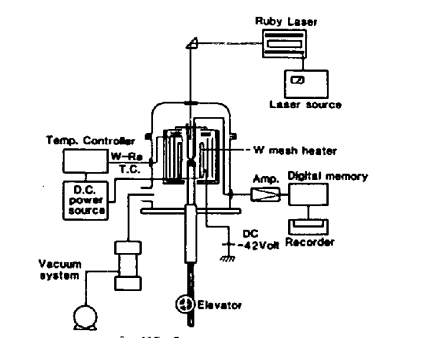 Ruby Laser
Laser source
Temp. Controller
W-Re
T.C.
D.C.
power
source
W mesh heater
Amp.
Digital memory
DC
-42Volt
Recorder
Vacuum
system
Elevator